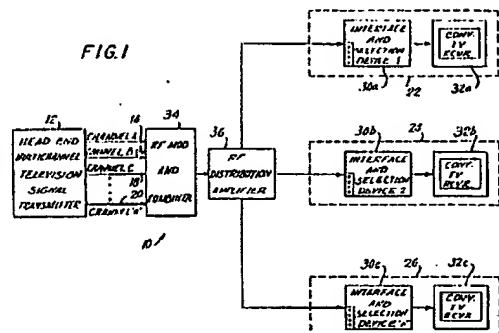 FIG.1
12
HEAD END
MULTICHANNEL
TELEVISION
SIGNAL
TRANSMITTER
CHANNEL A
CHANNEL B
CHANNEL C
CHANNEL "n"
16
18
20
34
RF MOD
AND
COMBINER
10
36
RF
DISTRIBUTION
AMPLIFIER
INTERFACE
AND
SELECTION
DEVICE 1
30a
CONV.
TV
RCVR.
32a
22
30b
INTERFACE
AND
SELECTION
DEVICE 2
32b
CONV.
TV
RCVR.
30c
26
INTERFACE
AND
SELECTION
DEVICE "n"
32c
CONV.
TV
RCVR.